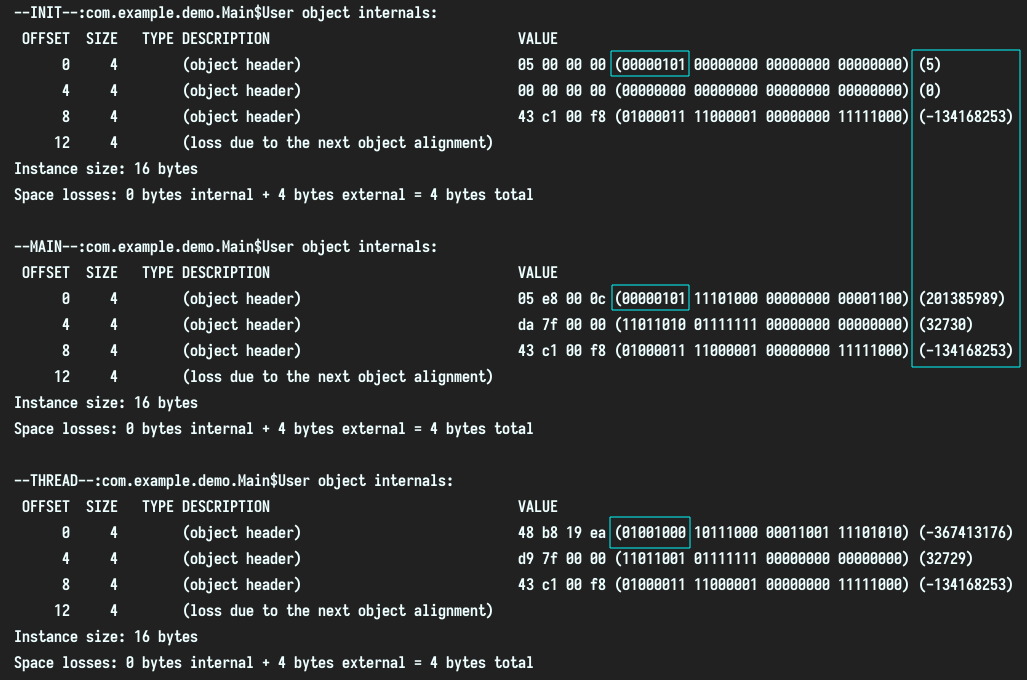 --INIT--:com.example.demo.Main$User object internals:
OFFSET SIZE TYPE DESCRIPTION VALUE
0 4 (object header) 05 00 00 00 (00000101 00000000 00000000 00000000) (5)
4 4 (object header) 00 00 00 00 (00000000 00000000 00000000 00000000) (0)
8 4 (object header) 43 c1 00 f8 (01000011 11000001 00000000 11111000) (-134168253)
12 4 (loss due to the next object alignment)
Instance size: 16 bytes
Space losses: 0 bytes internal + 4 bytes external = 4 bytes total
--MAIN--:com.example.demo.Main$User object internals:
OFFSET SIZE TYPE DESCRIPTION VALUE
0 4 (object header) 05 e8 00 0c (00000101 11101000 00000000 00001100) (201385989)
4 4 (object header) da 7f 00 00 (11011010 01111111 00000000 00000000) (32730)
8 4 (object header) 43 c1 00 f8 (01000011 11000001 00000000 11111000) (-134168253)
12 4 (loss due to the next object alignment)
Instance size: 16 bytes
Space losses: 0 bytes internal + 4 bytes external = 4 bytes total
--THREAD--:com.example.demo.Main$User object internals:
OFFSET SIZE TYPE DESCRIPTION VALUE
0 4 (object header) 48 b8 19 ea (01001000 10111000 00011001 11101010) (-367413176)
4 4 (object header) d9 7f 00 00 (11011001 01111111 00000000 00000000) (32729)
8 4 (object header) 43 c1 00 f8 (01000011 11000001 00000000 11111000) (-134168253)
12 4 (loss due to the next object alignment)
Instance size: 16 bytes
Space losses: 0 bytes internal + 4 bytes external = 4 bytes total